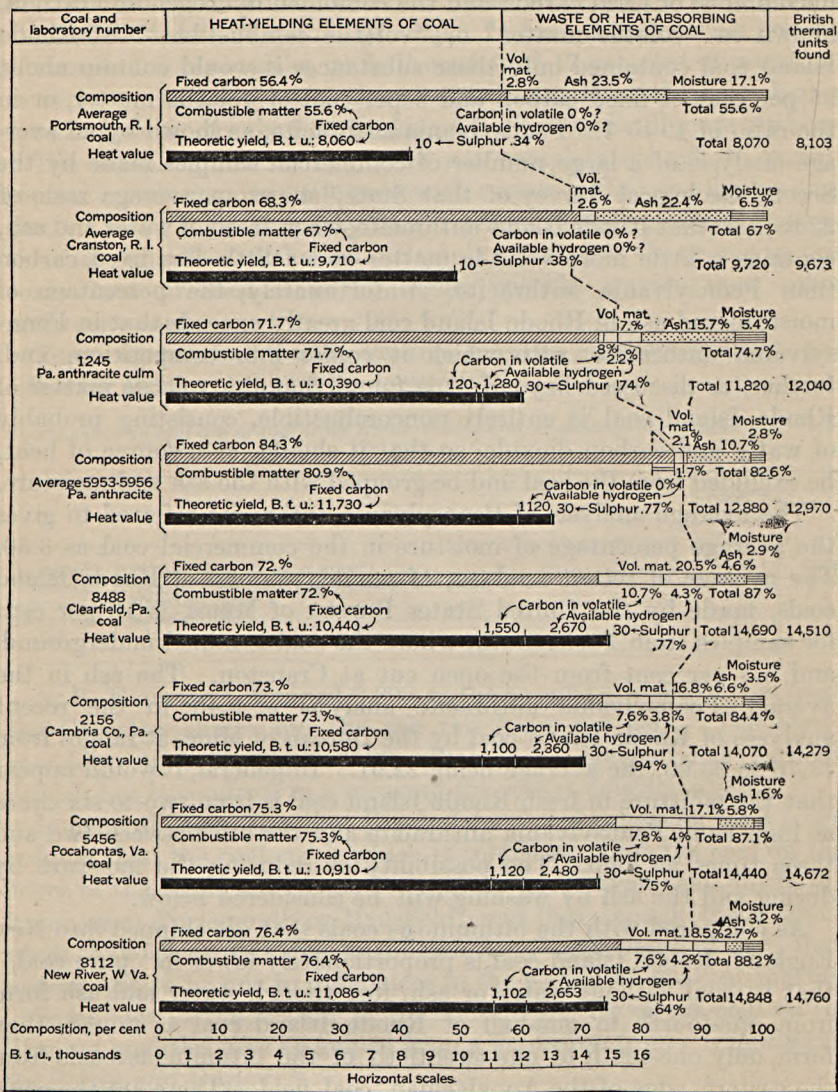 Coal and laboratory number
HEAT-YIELDING ELEMENTS OF COAL
WASTE OR HEAT-ABSORBING ELEMENTS OF COAL
British thermal units found
Fixed carbon 56.4%
Vol. mat. 2.8%
Ash 23.5%
Moisture 17.1%
Composition
Average Portsmouth, R. I. coal
Combustible matter 55.6%
Fixed carbon
Carbon in volatile 0%?
Available hydrogen 0%?
Total 55.6%
Theoretic yield, B. t. u.: 8,060
10
Sulphur .34%
Total 8,070
8,103
Heat value
Fixed carbon 68.3%
Vol. mat. 2.6%
Ash 22.4%
Moisture 6.5%
Composition
Average Cranston, R. I. coal
Combustible matter 67%
Fixed carbon
Carbon in volatile 0%?
Available hydrogen 0%?
Total 67%
Theoretic yield, B. t. u.: 9,710
10
Sulphur .38%
Total 9,720
9,673
Heat value
Fixed carbon 71.7%
Vol. mat. 7.%
Ash 15.7%
Moisture 5.4%
Composition
1245 Pa. anthracite culm
Combustible matter 71.7%
Fixed carbon
Carbon in volatile
.8%
Available hydrogen
2.2%
Total 74.7%
Theoretic yield, B. t. u.: 10,390
120
1,280
30
Sulphur .74%
Total 11,820
12,040
Heat value
Fixed carbon 84.3%
Vol. mat. 2.1%
Ash 10.7%
Moisture 2.8%
Composition
Average 5953-5956 Pa. anthracite
Combustible matter 80.9%
Fixed carbon
Carbon in volatile 0%
Available hydrogen
1.7%
Total 82.6%
Theoretic yield, B. t. u.: 11,730
1120
30
Sulphur .77%
Total 12,880
12,970
Heat value
Fixed carbon 72.%
Vol. mat. 20.5%
Ash 4.6%
Moisture 2.9%
Composition
8488 Clearfield, Pa. coal
Combustible matter 72.%
Fixed carbon
Carbon in volatile
10.7%
Available hydrogen
4.3%
Total 87%
Theoretic yield, B. t. u.: 10,440
1,550
2,670
30
Sulphur .77%
Total 14,690
14,510
Heat value
Fixed carbon 73.%
Vol. mat. 16.8%
Ash 6.6%
Moisture 3.5%
Composition
2156 Cambria Co., Pa. coal
Combustible matter 73.%
Fixed carbon
Carbon in volatile
7.6%
Available hydrogen
3.8%
Total 84.4%
Theoretic yield, B. t. u.: 10,580
1,100
2,360
30
Sulphur .94%
Total 14,070
14,279
Heat value
Fixed carbon 75.3%
Vol. mat. 17.1%
Ash 5.8%
Moisture 1.6%
Composition
5456 Pocahontas, Va. coal
Combustible matter 75.3%
Fixed carbon
Carbon in volatile
7.8%
Available hydrogen
4%
Total 87.1%
Theoretic yield, B. t. u.: 10,910
1,120
2,480
30
Sulphur .75%
Total 14,440
14,672
Heat value
Fixed carbon 76.4%
Vol. mat. 18.5%
Ash 2.7%
Moisture 3.2%
Composition
8112 New River, W Va. coal
Combustible matter 76.4%
Fixed carbon
Carbon in volatile
7.6%
Available hydrogen
4.2%
Total 88.2%
Theoretic yield, B. t. u.: 11,086
1,102
2,653
30
Sulphur .64%
Total 14,848
14,760
Heat value
Composition, per cent 0 10 20 30 40 50 60 70 80 90 100
B. t. u., thousands 0 1 2 3 4 5 6 7 8 9 10 11 12 13 14 15 16
Horizontal scales.